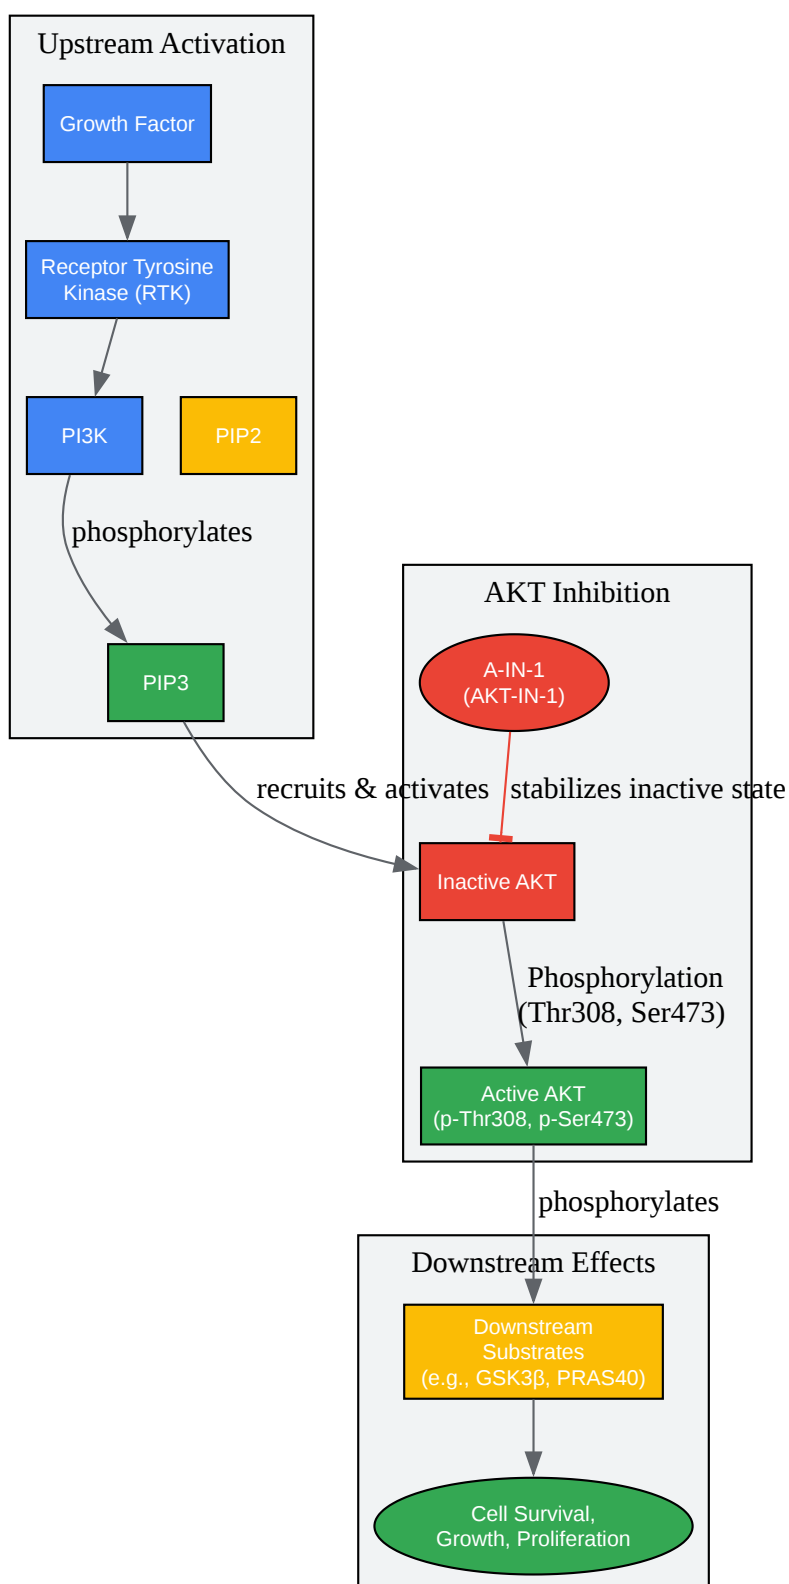 Upstream Activation
Growth Factor
Receptor Tyrosine
Kinase (RTK)
PI3K
PIP2
phosphorylates
PIP3
AKT Inhibition
A-IN-1
(AKT-IN-1)
recruits & activates
stabilizes inactive state
Inactive AKT
Phosphorylation
(Thr308, Ser473)
Active AKT
(p-Thr308, p-Ser473)
phosphorylates
Downstream Effects
Downstream
Substrates
(e.g., GSK3β, PRAS40)
Cell Survival,
Growth, Proliferation